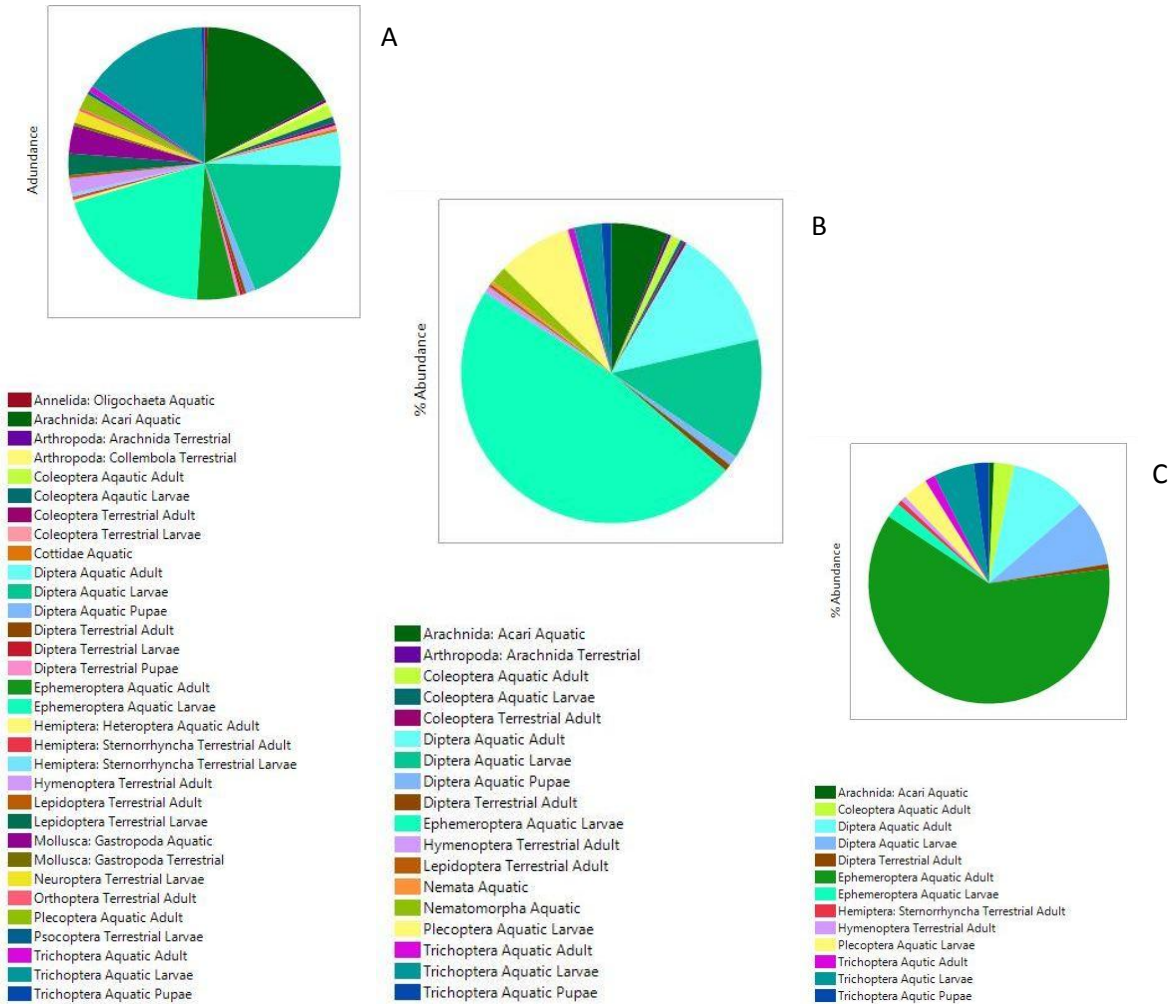 A
Adundance
B
% Abundance
C
% Abundance
Annelida: Oligochaeta Aquatic
Arachnida: Acari Aquatic
Arthropoda: Arachnida Terrestrial
Arthropoda: Collembola Terrestrial
Coleoptera Aqautic Adult
Coleoptera Aqautic Larvae
Coleoptera Terrestrial Adult
Coleoptera Terrestrial Larvae
Cottidae Aquatic
Diptera Aquatic Adult
Diptera Aquatic Larvae
Diptera Aquatic Pupae
Diptera Terrestrial Adult
Diptera Terrestrial Larvae
Diptera Terrestrial Pupae
Ephemeroptera Aquatic Adult
Ephemeroptera Aquatic Larvae
Hemiptera: Heteroptera Aquatic Adult
Hemiptera: Sternorrhyncha Terrestrial Adult
Hemiptera: Sternorrhyncha Terrestrial Larvae
Hymenoptera Terrestrial Adult
Lepidoptera Terrestrial Adult
Lepidoptera Terrestrial Larvae
Mollusca: Gastropoda Aquatic
Mollusca: Gastropoda Terrestrial
Neuroptera Terrestrial Larvae
Orthoptera Terrestrial Adult
Plecoptera Aquatic Adult
Psocoptera Terrestrial Larvae
Trichoptera Aquatic Adult
Trichoptera Aquatic Larvae
Trichoptera Aquatic Pupae
Arachnida: Acari Aquatic
Arthropoda: Arachnida Terrestrial
Coleoptera Aquatic Adult
Coleoptera Aquatic Larvae
Coleoptera Terrestrial Adult
Diptera Aquatic Adult
Diptera Aquatic Larvae
Diptera Aquatic Pupae
Diptera Terrestrial Adult
Ephemeroptera Aquatic Larvae
Hymenoptera Terrestrial Adult
Lepidoptera Terrestrial Adult
Nemata Aquatic
Nematomorpha Aquatic
Plecoptera Aquatic Larvae
Trichoptera Aquatic Adult
Trichoptera Aquatic Larvae
Trichoptera Aquatic Pupae
Arachnida: Acari Aquatic
Coleoptera Aquatic Adult
Diptera Aquatic Adult
Diptera Aquatic Larvae
Diptera Terrestrial Adult
Ephemeroptera Aquatic Adult
Ephemeroptera Aquatic Larvae
Hemiptera: Sternorrhyncha Terrestrial Adult
Hymenoptera Terrestrial Adult
Plecoptera Aquatic Larvae
Trichoptera Aqutic Adult
Trichoptera Aqutic Larvae
Trichoptera Aqutic Pupae